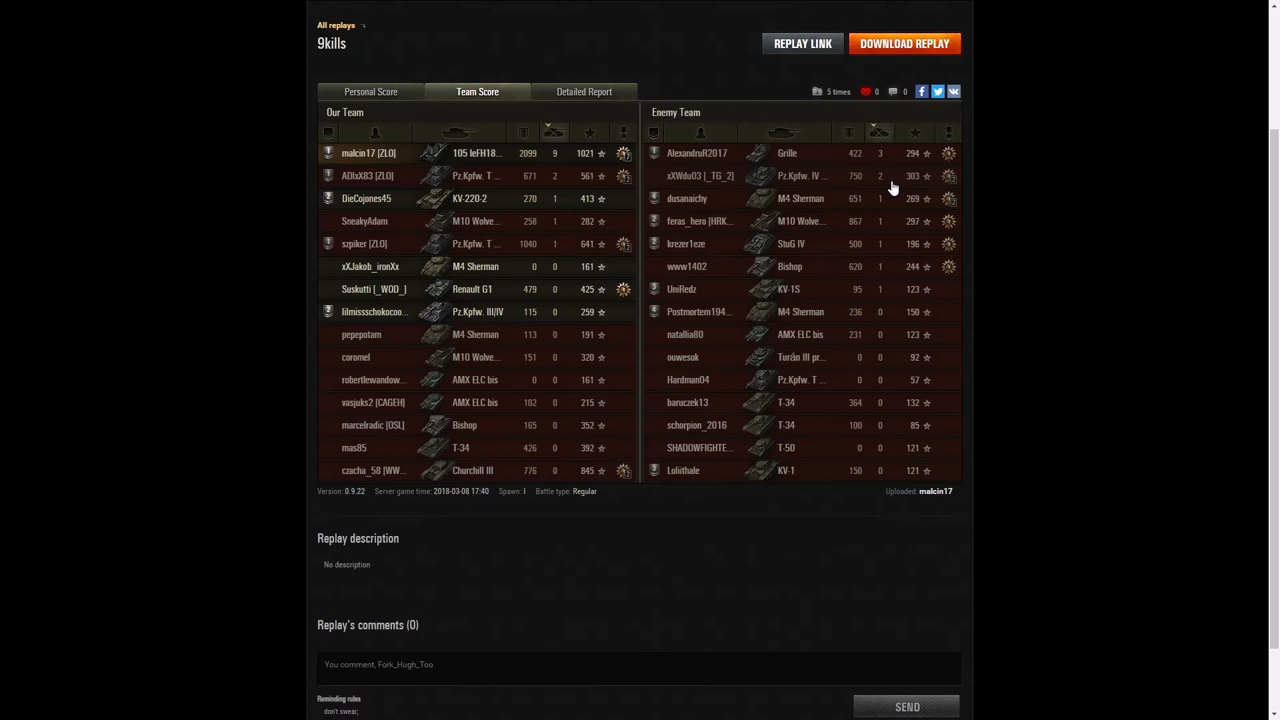 All replays
9kills
REPLAY LINK
DOWNLOAD REPLAY
Personal Score
Team Score
Detailed Report
5 times
0
0
Our Team
Enemy Team
malcin17 [ZLO] 105 leFH18... 2099 9 1021
ADIxX83 [ZLO] Pz.Kpfw. T ... 671 2 561
DieCojones45 KV-220-2 270 1 413
SneakyAdam M10 Wolve... 258 1 282
szpiker [ZLO] Pz.Kpfw. T ... 1040 1 641
xXJakob_ironXx M4 Sherman 0 0 161
Suskutti [_WOD_] Renault G1 479 0 425
lilmissschokocoo... Pz.Kpfw. III/IV 115 0 259
pepepotam M4 Sherman 113 0 191
coromel M10 Wolve... 151 0 320
robertlewandow... AMX ELC bis 0 0 161
vasjuks2 [CAGEH] AMX ELC bis 102 0 215
marcelradic [OSL] Bishop 165 0 352
mas85 T-34 426 0 392
czacha_58 [WW... Churchill III 776 0 845
AlexandruR2017 Grille 422 3 294
xXWdu03 [_TG_2] Pz.Kpfw. IV ... 750 2 303
dusanaichy M4 Sherman 651 1 269
feras_hero [HRK... M10 Wolve... 867 1 297
krezer1eze StuG IV 500 1 196
www1402 Bishop 620 1 244
UniRedz KV-1S 95 1 123
Postmortem194... M4 Sherman 236 0 150
natallia80 AMX ELC bis 231 0 123
ouwesok Turán III pr... 0 0 92
Hardman04 Pz.Kpfw. T ... 0 0 57
baruczek13 T-34 364 0 132
schorpion_2016 T-34 100 0 85
SHADOWFIGHTE... T-50 0 0 121
Loliithale KV-1 150 0 121
Version: 0.9.22 Server game time: 2018-03-08 17:40 Spawn: I Battle type: Regular
Uploaded: malcin17
Replay description
No description
Replay's comments (0)
You comment, Fork_Hugh_Too
Reminding rules
don't swear;
SEND